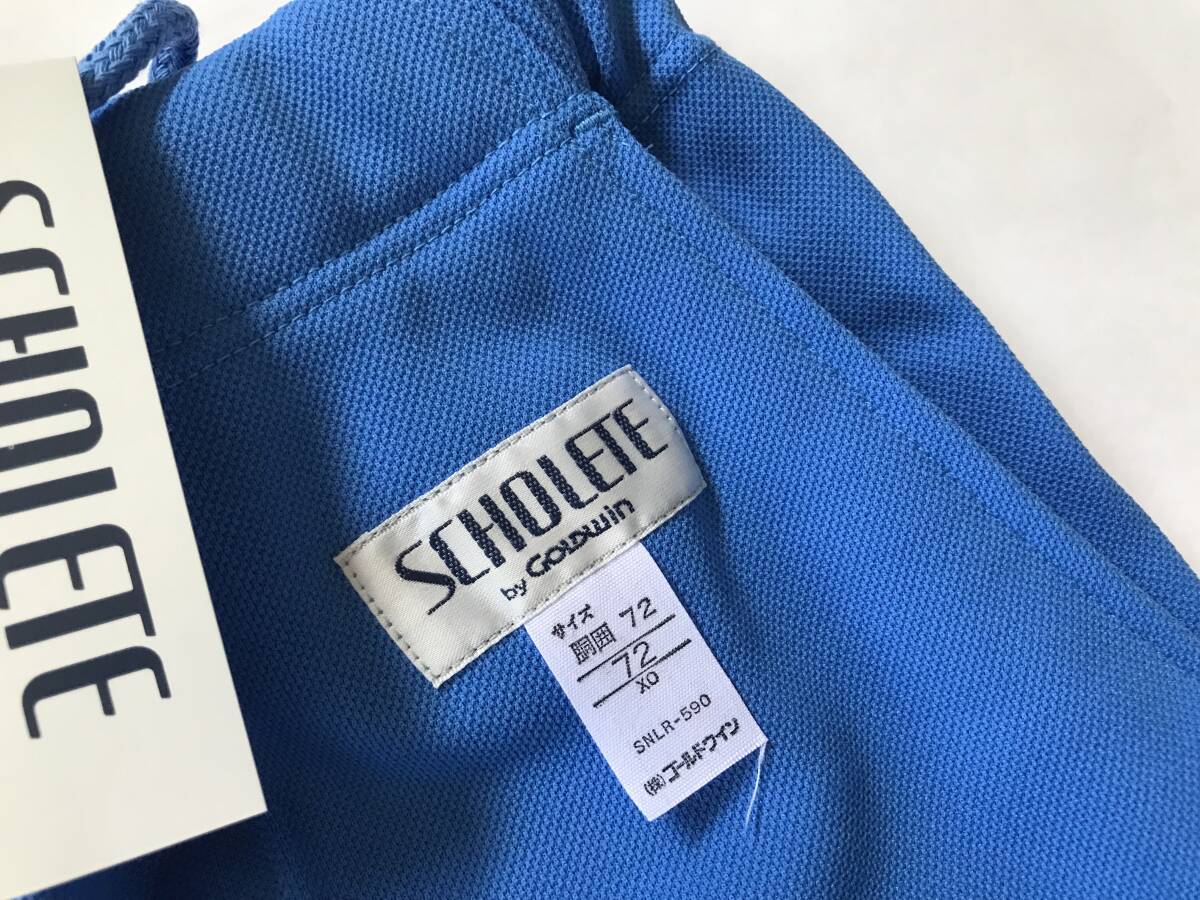 SCHOLETE
SCHOLETE
by GOLDWIN
サイズ
胴囲 72
72
XO
SNLR-590
(株)ゴールドウイン